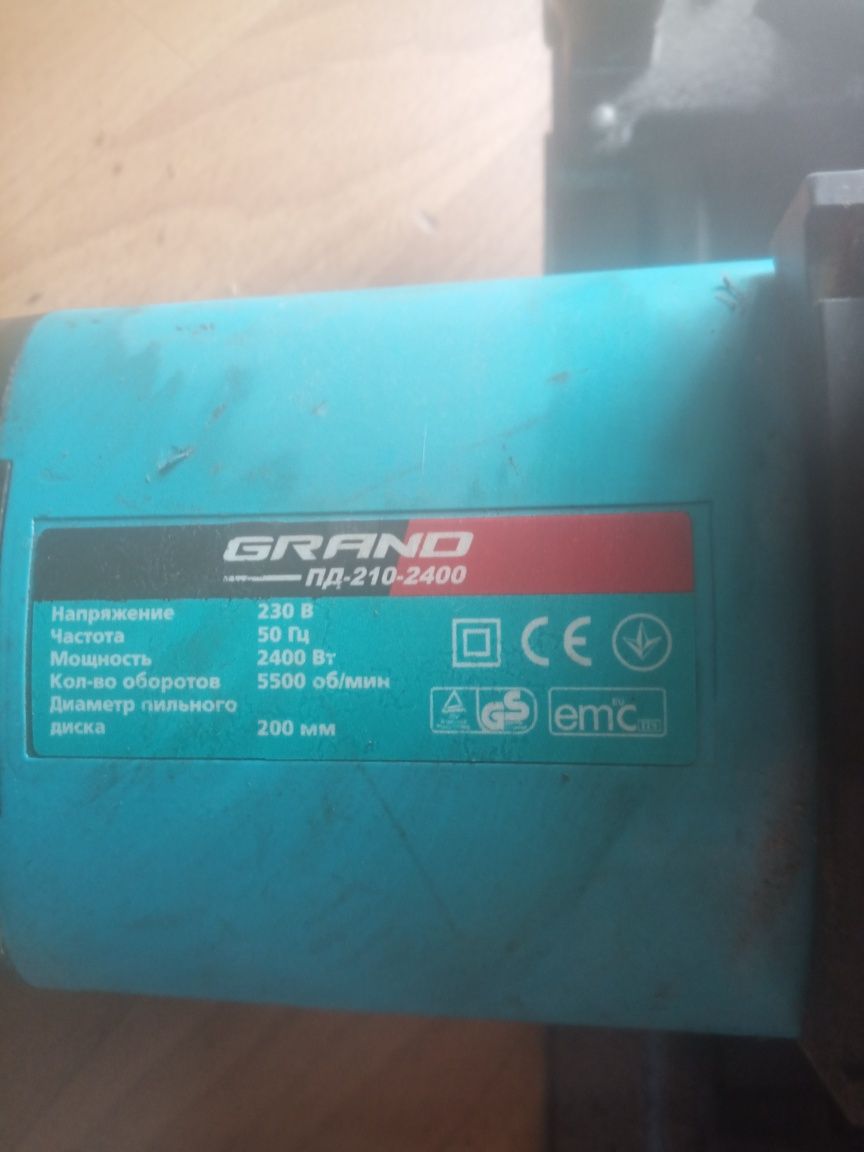 GRAND
ПД-210-2400
Напряжение 230 В
Частота 50 Гц
Мощность 2400 Вт
Кол-во оборотов 5500 об/мин
Диаметр пильного
диска 200 мм
CE
GS
emc